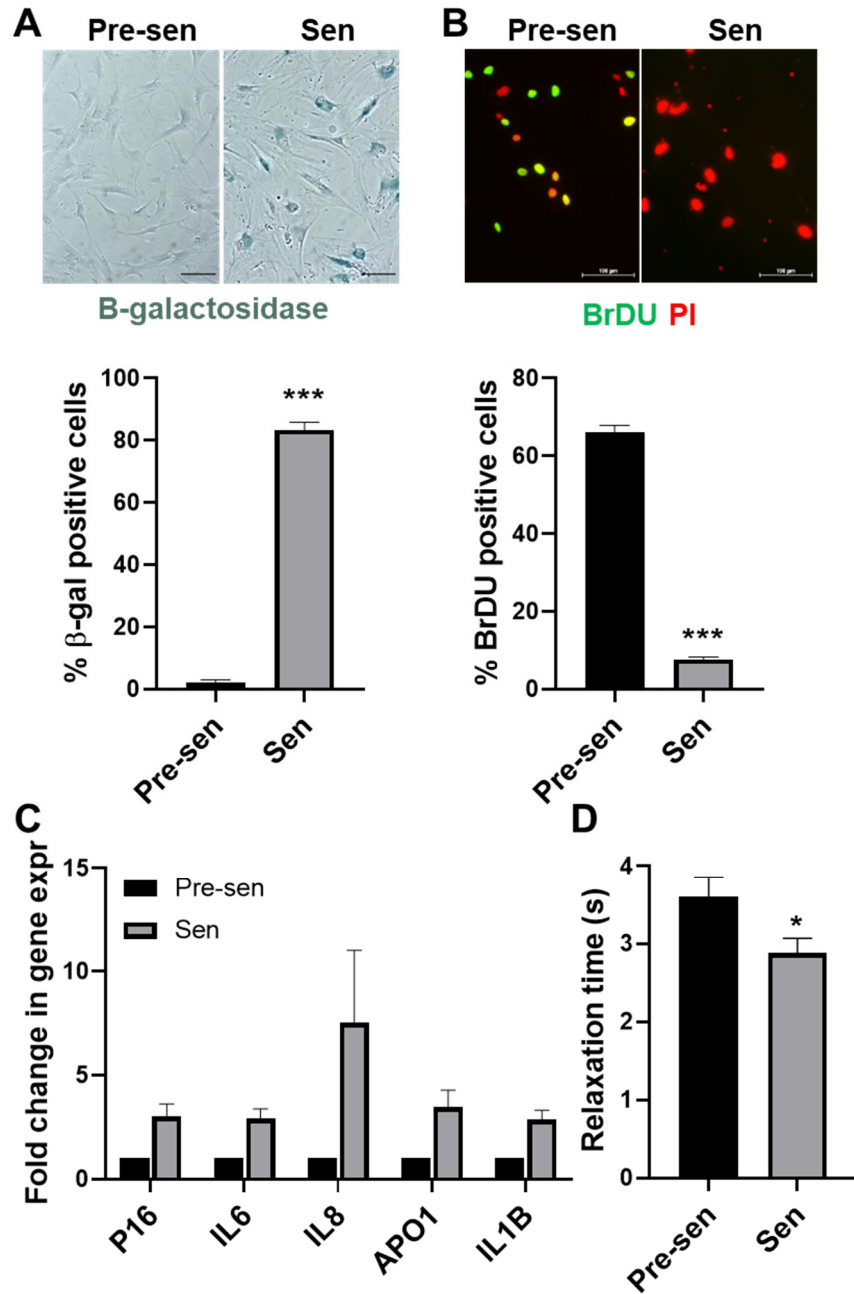 A
Pre-sen Sen
B-galactosidase
B
Pre-sen Sen
100 µm 100 µm
BrDU PI
% β-gal positive cells
100
80
60
40
20
0
***
Pre-sen
Sen
% BrDU positive cells
80
60
40
20
0
***
Pre-sen
Sen
C
Fold change in gene expr
15
10
5
0
Pre-sen
Sen
P16
IL6
IL8
APO1
IL1B
D
Relaxation time (s)
4
3
2
1
0
*
Pre-sen
Sen